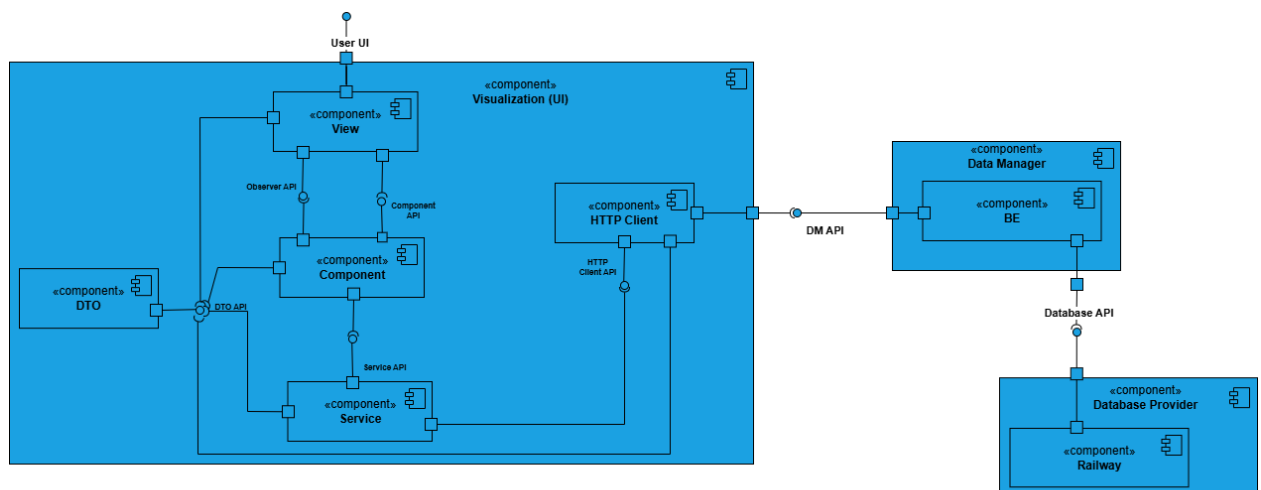 User UI
«component»
Visualization (UI)
«component»
View
Observer API
Component
API
«component»
Component
«component»
DTO
DTO API
Service API
«component»
Service
«component»
HTTP Client
HTTP
Client API
DM API
«component»
Data Manager
«component»
BE
Database API
«component»
Database Provider
«component»
Railway